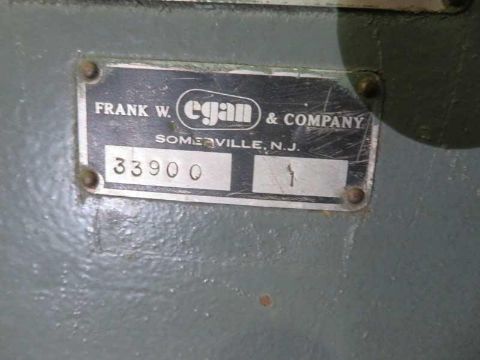 FRANK W. egan & COMPANY
SOMERVILLE, N.J.
33900 1